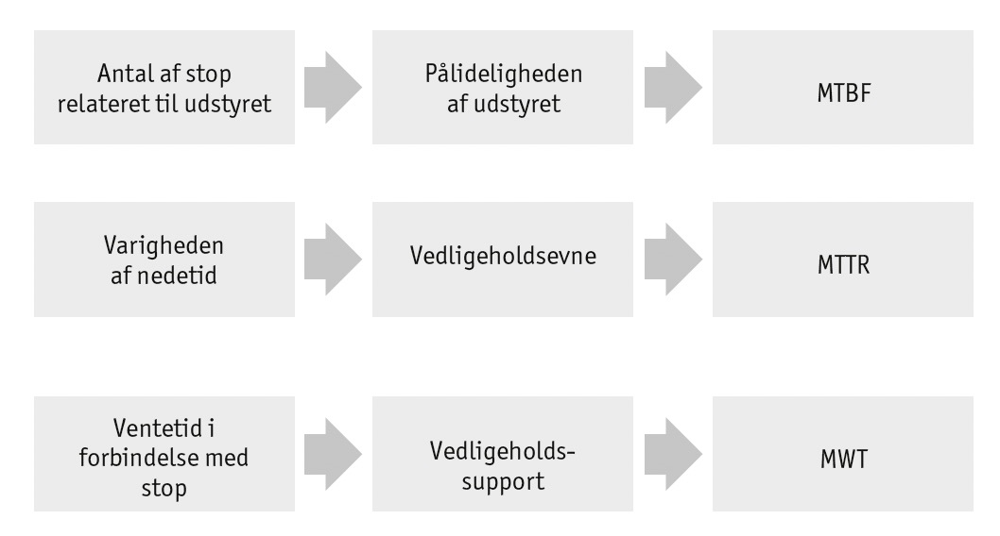 Antal af stop
relateret til udstyret
Pålideligheden
af udstyret
MTBF
Varigheden
af nedetid
Vedligeholdsevne
MTTR
Ventetid i
forbindelse med
stop
Vedligeholds-
support
MWT